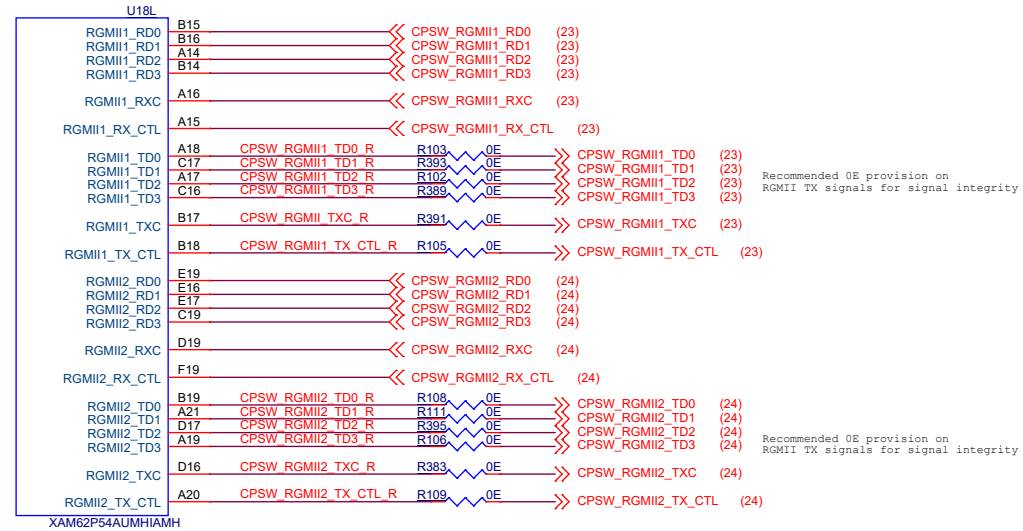 U18L
RGMII1_RD0 B15 CPSW_RGMII1_RD0 (23)
RGMII1_RD1 B16 CPSW_RGMII1_RD1 (23)
RGMII1_RD2 A14 CPSW_RGMII1_RD2 (23)
RGMII1_RD3 B14 CPSW_RGMII1_RD3 (23)
RGMII1_RXC A16 CPSW_RGMII1_RXC (23)
RGMII1_RX_CTL A15 CPSW_RGMII1_RX_CTL (23)
RGMII1_TD0 A18 CPSW_RGMII1_TD0_R R103 0E CPSW_RGMII1_TD0 (23)
RGMII1_TD1 C17 CPSW_RGMII1_TD1_R R393 0E CPSW_RGMII1_TD1 (23)
RGMII1_TD2 A17 CPSW_RGMII1_TD2_R R102 0E CPSW_RGMII1_TD2 (23)
RGMII1_TD3 C16 CPSW_RGMII1_TD3_R R389 0E CPSW_RGMII1_TD3 (23)
Recommended 0E provision on
RGMII TX signals for signal integrity
RGMII1_TXC B17 CPSW_RGMII_TXC_R R391 0E CPSW_RGMII1_TXC (23)
RGMII1_TX_CTL B18 CPSW_RGMII1_TX_CTL_R R105 0E CPSW_RGMII1_TX_CTL (23)
RGMII2_RD0 E19 CPSW_RGMII2_RD0 (24)
RGMII2_RD1 E16 CPSW_RGMII2_RD1 (24)
RGMII2_RD2 E17 CPSW_RGMII2_RD2 (24)
RGMII2_RD3 C19 CPSW_RGMII2_RD3 (24)
RGMII2_RXC D19 CPSW_RGMII2_RXC (24)
RGMII2_RX_CTL F19 CPSW_RGMII2_RX_CTL (24)
RGMII2_TD0 B19 CPSW_RGMII2_TD0_R R108 0E CPSW_RGMII2_TD0 (24)
RGMII2_TD1 A21 CPSW_RGMII2_TD1_R R111 0E CPSW_RGMII2_TD1 (24)
RGMII2_TD2 D17 CPSW_RGMII2_TD2_R R395 0E CPSW_RGMII2_TD2 (24)
RGMII2_TD3 A19 CPSW_RGMII2_TD3_R R106 0E CPSW_RGMII2_TD3 (24)
Recommended 0E provision on
RGMII TX signals for signal integrity
RGMII2_TXC D16 CPSW_RGMII2_TXC_R R383 0E CPSW_RGMII2_TXC (24)
RGMII2_TX_CTL A20 CPSW_RGMII2_TX_CTL_R R109 0E CPSW_RGMII2_TX_CTL (24)
XAM62P54AUMHIAMH